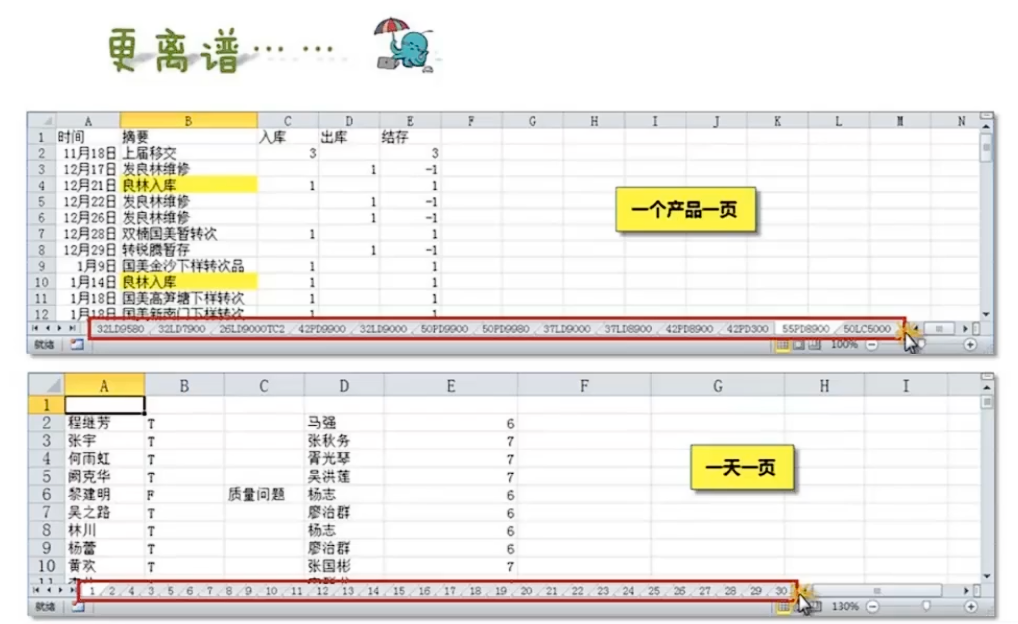 更离谱…… …
A B C D E F G H I J K L M N
1 时间 摘要 入库 出库 结存
2 11月18日 上届移交 3 3
3 12月17日 发良林维修 1 -1
4 12月21日 良林入库 1 1
5 12月22日 发良林维修 1 -1
6 12月26日 发良林维修 1 -1
7 12月28日 双楠国美暂转次 1 1
8 12月29日 转锐腾暂存 1 -1
9 1月9日 国美金沙下样转次品 1 1
10 1月14日 良林入库 1 1
11 1月18日 国美高笋塘下样转次 1 1
12 1月18日 国美新南门下样转次 1 1
一个产品一页
32LD9580 32LD7900 26LD9000TC2 42PD9900 32LD9000 50PD9900 50PD9980 37LD9000 37LD8900 42PD8900 42PD300 55PD8900 50LC5000
就绪 100%
A B C D E F G H I
1
2 程继芳 T 马强 6
3 张宇 T 张秋务 7
4 何雨虹 T 胥光琴 7
5 阙克华 T 吴洪莲 7
6 黎建明 F 质量问题 杨志 6
7 吴之路 T 廖治群 6
8 林川 T 杨志 6
9 杨蕾 T 廖治群 6
10 黄欢 T 张国彬 7
11
一天一页
1 2 4 3 5 6 7 8 9 10 11 12 13 14 15 16 17 18 19 20 21 22 23 24 25 26 27 28 29 30
就绪 130%